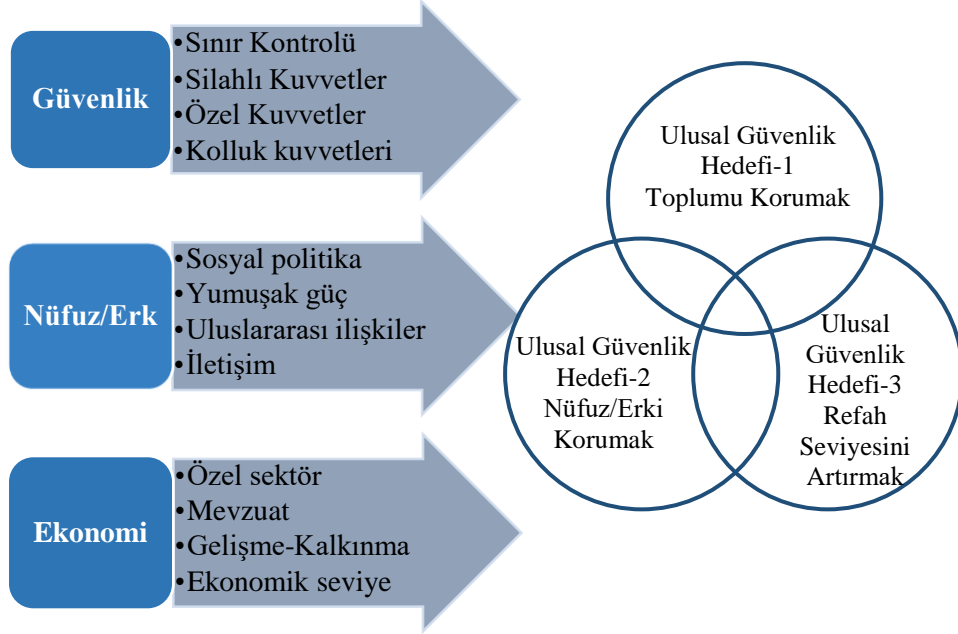 Güvenlik
•Sınır Kontrolü
•Silahlı Kuvvetler
•Özel Kuvvetler
•Kolluk kuvvetleri
Nüfuz/Erk
•Sosyal politika
•Yumuşak güç
•Uluslararası ilişkiler
•İletişim
Ekonomi
•Özel sektör
•Mevzuat
•Gelişme-Kalkınma
•Ekonomik seviye
Ulusal Güvenlik
Hedefi-1
Toplumu Korumak
Ulusal Güvenlik
Hedefi-2
Nüfuz/Erki
Korumak
Ulusal
Güvenlik
Hedefi-3
Refah
Seviyesini
Artırmak